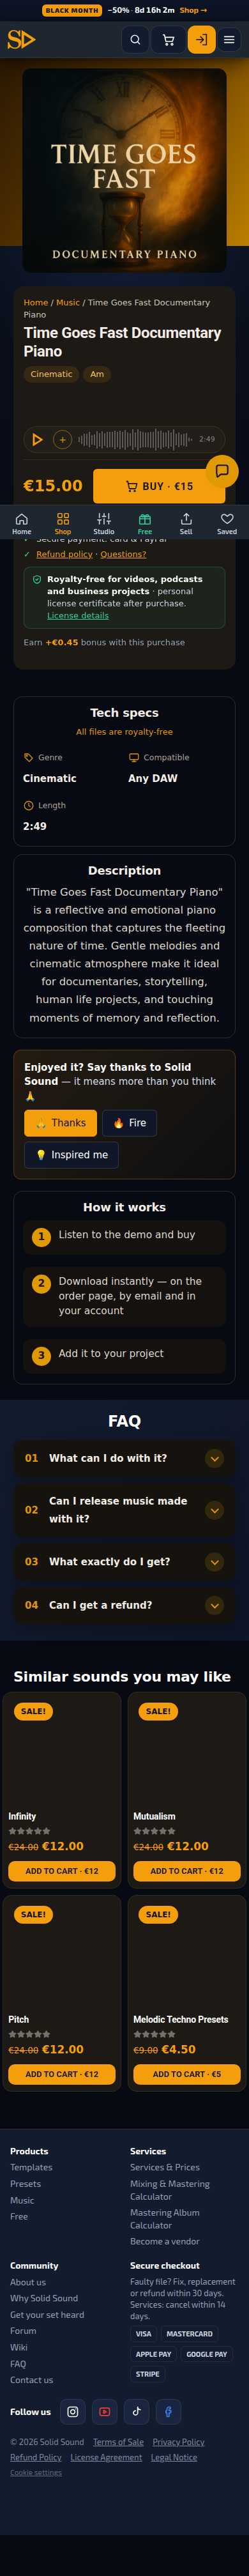 BLACK MONTH −50% · 8d 16h 2m Shop →
TIME GOES
FAST
DOCUMENTARY PIANO
Home / Music / Time Goes Fast Documentary
Piano
Time Goes Fast Documentary
Piano
Cinematic Am
2:49
€15.00 BUY · €15
Home Shop Studio Free Sell Saved
✓ Refund policy · Questions?
Royalty-free for videos, podcasts
and business projects · personal
license certificate after purchase.
License details
Earn +€0.45 bonus with this purchase
Tech specs
All files are royalty-free
Genre Compatible
Cinematic Any DAW
Length
2:49
Description
"Time Goes Fast Documentary Piano"
is a reflective and emotional piano
composition that captures the fleeting
nature of time. Gentle melodies and
cinematic atmosphere make it ideal
for documentaries, storytelling,
human life projects, and touching
moments of memory and reflection.
Enjoyed it? Say thanks to Solid
Sound — it means more than you think
🙏
🙏 Thanks 🔥 Fire
💡 Inspired me
How it works
1 Listen to the demo and buy
2 Download instantly — on the
order page, by email and in
your account
3 Add it to your project
FAQ
01 What can I do with it?
02 Can I release music made
with it?
03 What exactly do I get?
04 Can I get a refund?
Similar sounds you may like
SALE! SALE!
Infinity Mutualism
€24.00 €12.00 €24.00 €12.00
ADD TO CART · €12 ADD TO CART · €12
SALE! SALE!
Pitch Melodic Techno Presets
€24.00 €12.00 €9.00 €4.50
ADD TO CART · €12 ADD TO CART · €5
Products Services
Templates Services & Prices
Presets Mixing & Mastering
Calculator
Music Mastering Album
Calculator
Free Become a vendor
Community Secure checkout
About us Faulty file? Fix, replacement
or refund within 30 days.
Why Solid Sound Services: cancel within 14
days.
Get your set heard
Forum VISA MASTERCARD
Wiki APPLE PAY GOOGLE PAY
FAQ STRIPE
Contact us
Follow us
© 2026 Solid Sound Terms of Sale Privacy Policy
Refund Policy License Agreement Legal Notice
Cookie settings